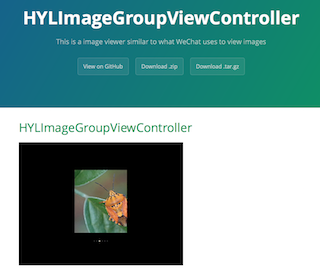 HYLImageGroupViewController
This is a image viewer similar to what WeChat uses to view images
View on GitHub
Download .zip
Download .tar.gz
HYLImageGroupViewController